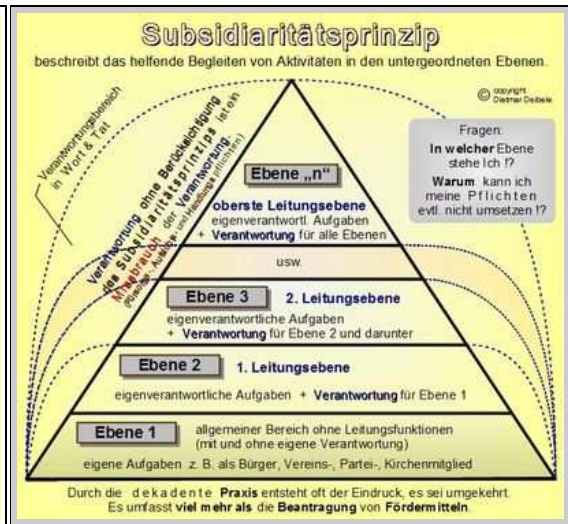 Subsidiaritätsprinzip
beschreibt das helfende Begleiten von Aktivitäten in den untergeordneten Ebenen.
© copyright
Dietmar Deibele
Verantwortungsbereich
in Wort & Tat
Verantwortung ohne Berücksichtigung
des Subsidiaritätsprinzips ist ein
Missbrauch der Verantwortung.
Fragen:
In welcher Ebene
stehe Ich !?
Warum kann ich
meine Pflichten
evtl. nicht umsetzen !?
Ebene „n"
oberste Leitungsebene
eigenverantwortl. Aufgaben
+ Verantwortung für alle Ebenen
usw.
Ebene 3 2. Leitungsebene
eigenverantwortliche Aufgaben
+ Verantwortung für Ebene 2 und darunter
Ebene 2 1. Leitungsebene
eigenverantwortliche Aufgaben + Verantwortung für Ebene 1
Ebene 1 allgemeiner Bereich ohne Leitungsfunktionen
(mit und ohne eigene Verantwortung)
eigene Aufgaben z. B. als Bürger, Vereins-, Partei-, Kirchenmitglied
Durch die dekadente Praxis entsteht oft der Eindruck, es sei umgekehrt.
Es umfasst viel mehr als die Beantragung von Fördermitteln.